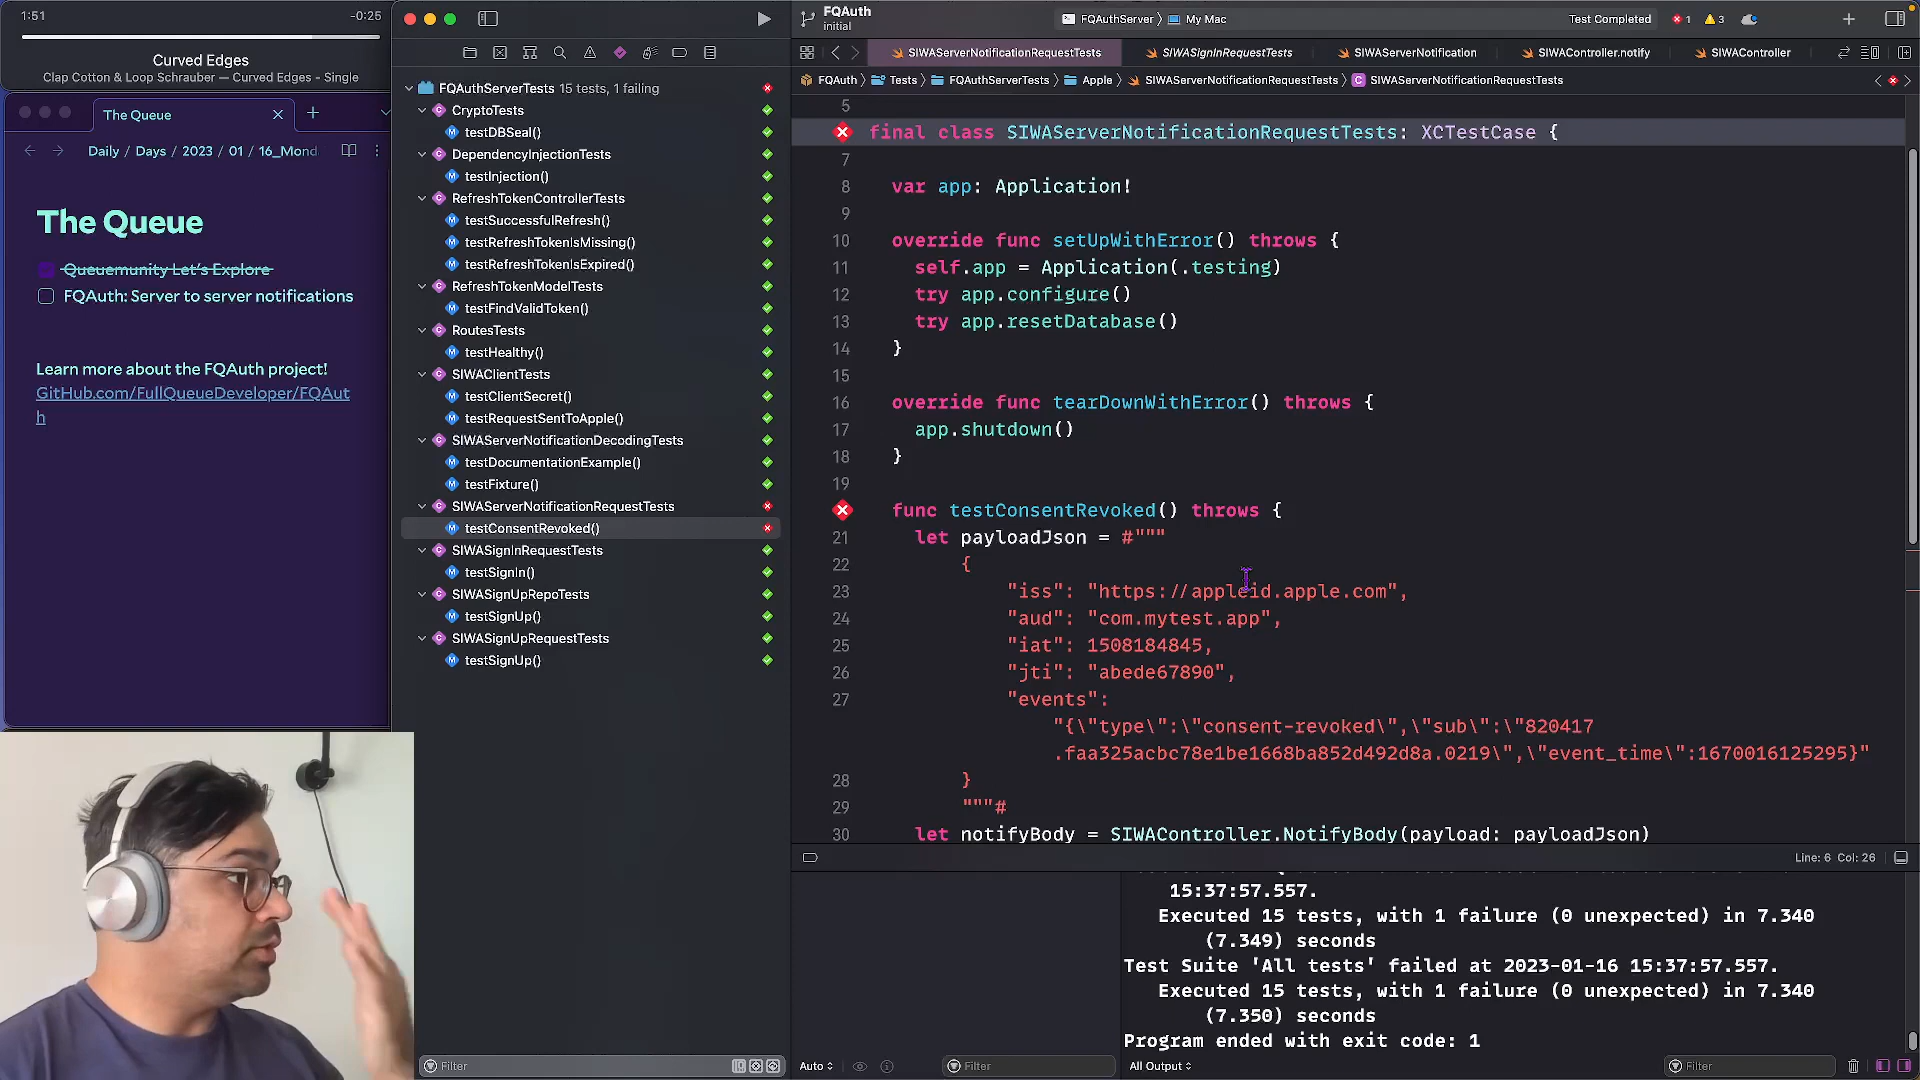 1:51
-0:25
Curved Edges
Clap Cotton & Loop Schrauber — Curved Edges - Single
The Queue
Daily / Days / 2023 / 01 / 16_Mond
The Queue
Queuemunity Let's Explore
FQAuth: Server to server notifications
Learn more about the FQAuth project!
GitHub.com/FullQueueDeveloper/FQAut
h
FQAuthServerTests 15 tests, 1 failing
CryptoTests
testDBSeal()
DependencyInjectionTests
testInjection()
RefreshTokenControllerTests
testSuccessfulRefresh()
testRefreshTokenIsMissing()
testRefreshTokenIsExpired()
RefreshTokenModelTests
testFindValidToken()
RoutesTests
testHealthy()
SIWAClientTests
testClientSecret()
testRequestSentToApple()
SIWAServerNotificationDecodingTests
testDocumentationExample()
testFixture()
SIWAServerNotificationRequestTests
testConsentRevoked()
SIWASignInRequestTests
testSignIn()
SIWASignUpRepoTests
testSignUp()
SIWASignUpRequestTests
testSignUp()
Filter
FQAuth
initial
FQAuthServer
My Mac
Test Completed
1
3
SIWAServerNotificationRequestTests
SIWASignInRequestTests
SIWAServerNotification
SIWAController.notify
SIWAController
FQAuth
Tests
FQAuthServerTests
Apple
SIWAServerNotificationRequestTests
SIWAServerNotificationRequestTests
5
final class SIWAServerNotificationRequestTests: XCTestCase {
7
8 var app: Application!
9
10 override func setUpWithError() throws {
11 self.app = Application(.testing)
12 try app.configure()
13 try app.resetDatabase()
14 }
15
16 override func tearDownWithError() throws {
17 app.shutdown()
18 }
19
func testConsentRevoked() throws {
21 let payloadJson = #"""
22 {
23 "iss": "https://appleid.apple.com",
24 "aud": "com.mytest.app",
25 "iat": 1508184845,
26 "jti": "abede67890",
27 "events":
"{\"type\":\"consent-revoked\",\"sub\":\"820417
.faa325acbc78e1be1668ba852d492d8a.0219\",\"event_time\":1670016125295}"
28 }
29 """#
30 let notifyBody = SIWAController.NotifyBody(payload: payloadJson)
Line: 6 Col: 26
15:37:57.557.
Executed 15 tests, with 1 failure (0 unexpected) in 7.340
(7.349) seconds
Test Suite 'All tests' failed at 2023-01-16 15:37:57.557.
Executed 15 tests, with 1 failure (0 unexpected) in 7.340
(7.350) seconds
Program ended with exit code: 1
Auto
Filter
All Output
Filter